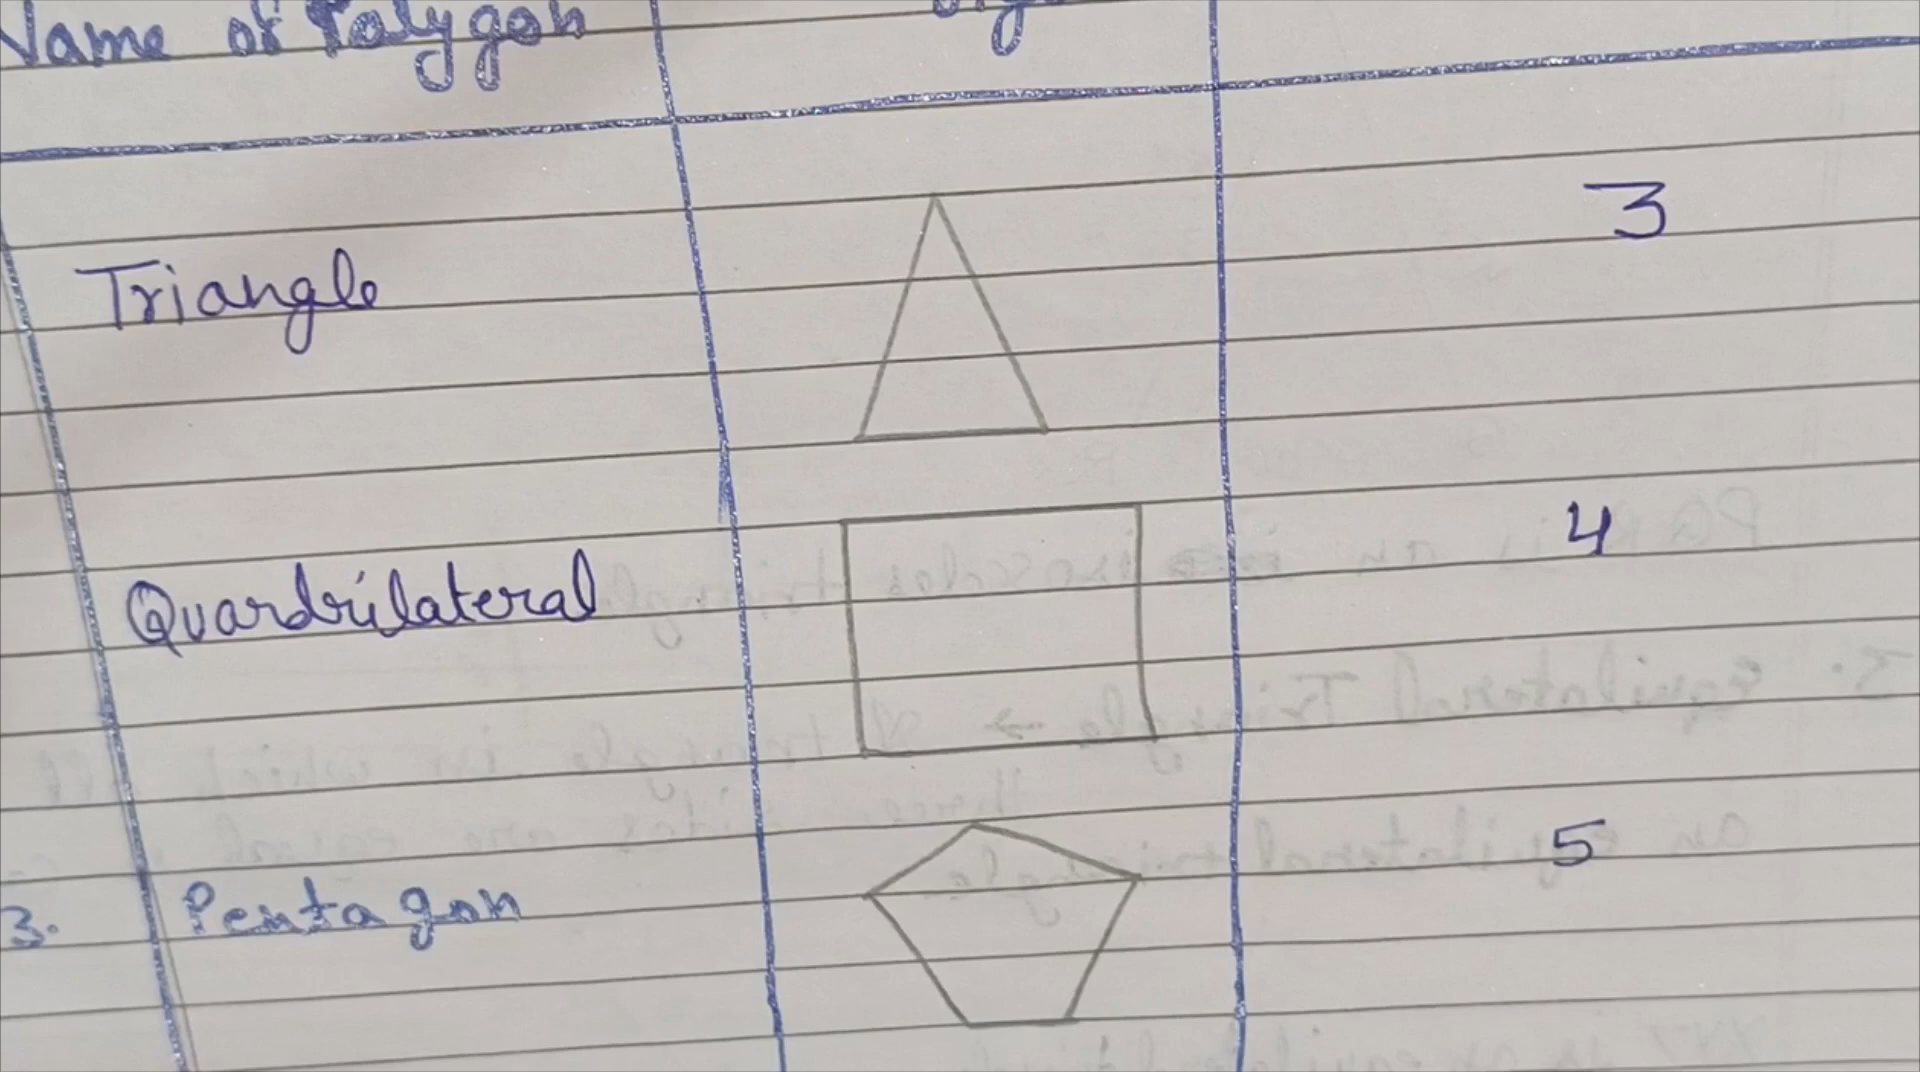 Name of Polygon
Triangle 3
Quardrilateral 4
3. Pentagon 5